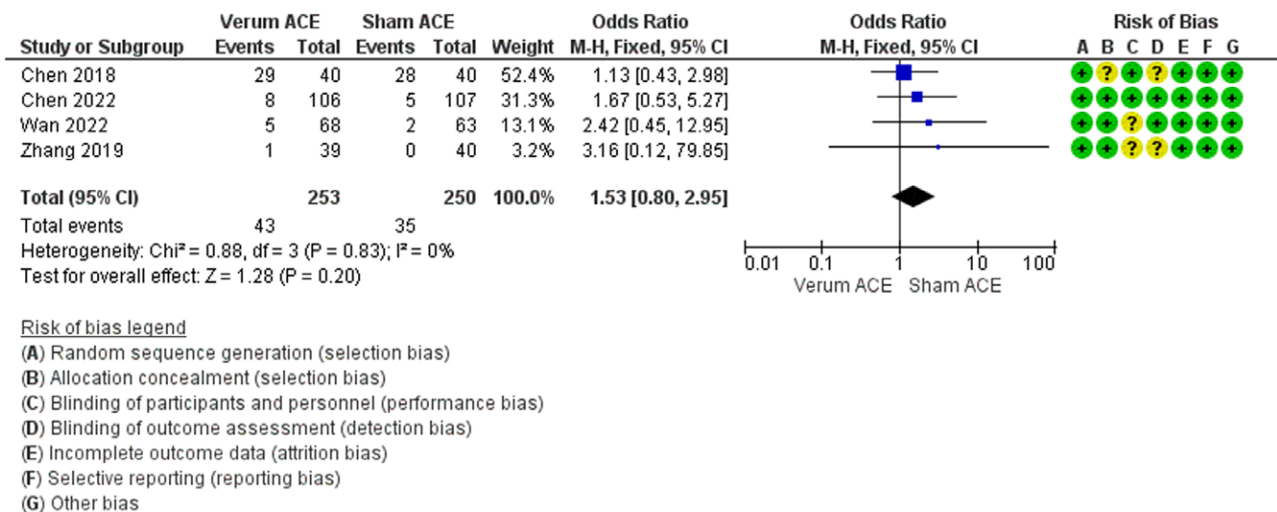 Verum ACE Sham ACE Odds Ratio Odds Ratio Risk of Bias
Study or Subgroup Events Total Events Total Weight M-H, Fixed, 95% CI M-H, Fixed, 95% CI A B C D E F G
Chen 2018 29 40 28 40 52.4% 1.13 [0.43, 2.98] + ? + ? + + +
Chen 2022 8 106 5 107 31.3% 1.67 [0.53, 5.27] + + + + + + +
Wan 2022 5 68 2 63 13.1% 2.42 [0.45, 12.95] + + ? + + + +
Zhang 2019 1 39 0 40 3.2% 3.16 [0.12, 79.85] + + ? ? + + +
Total (95% CI) 253 250 100.0% 1.53 [0.80, 2.95]
Total events 43 35
Heterogeneity: Chi² = 0.88, df = 3 (P = 0.83); I² = 0%
Test for overall effect: Z = 1.28 (P = 0.20)
0.01 0.1 1 10 100
Verum ACE Sham ACE
Risk of bias legend
(A) Random sequence generation (selection bias)
(B) Allocation concealment (selection bias)
(C) Blinding of participants and personnel (performance bias)
(D) Blinding of outcome assessment (detection bias)
(E) Incomplete outcome data (attrition bias)
(F) Selective reporting (reporting bias)
(G) Other bias